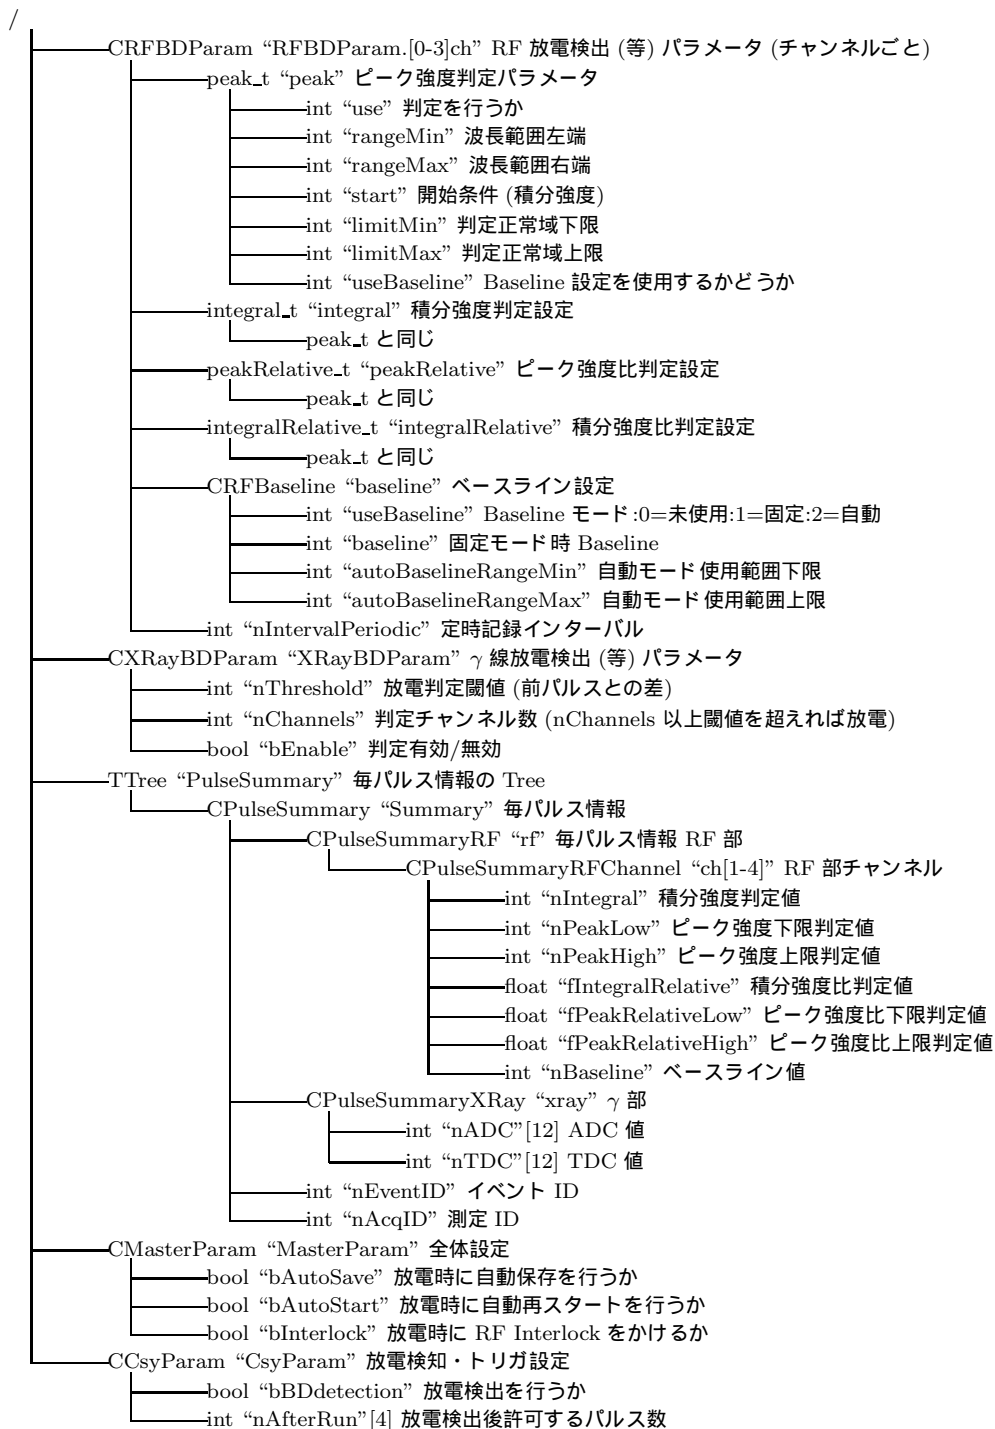 /
CRFBDParam “RFBDParam.[0-3]ch” RF 放電検出 (等) パラメータ (チャンネルごと)
peak_t “peak” ピーク強度判定パラメータ
int “use” 判定を行うか
int “rangeMin” 波長範囲左端
int “rangeMax” 波長範囲右端
int “start” 開始条件 (積分強度)
int “limitMin” 判定正常域下限
int “limitMax” 判定正常域上限
int “useBaseline” Baseline 設定を使用するかどうか
integral_t “integral” 積分強度判定設定
peak_t と同じ
peakRelative_t “peakRelative” ピーク強度比判定設定
peak_t と同じ
integralRelative_t “integralRelative” 積分強度比判定設定
peak_t と同じ
CRFBaseline “baseline” ベースライン設定
int “useBaseline” Baseline モード:0=未使用:1=固定:2=自動
int “baseline” 固定モード時 Baseline
int “autoBaselineRangeMin” 自動モード使用範囲下限
int “autoBaselineRangeMax” 自動モード使用範囲上限
int “nIntervalPeriodic” 定時記録インターバル
CXRayBDParam “XRayBDParam” γ 線放電検出 (等) パラメータ
int “nThreshold” 放電判定閾値 (前パルスとの差)
int “nChannels” 判定チャンネル数 (nChannels 以上閾値を超えれば放電)
bool “bEnable” 判定有効/無効
TTree “PulseSummary” 毎パルス情報の Tree
CPulseSummary “Summary” 毎パルス情報
CPulseSummaryRF “rf” 毎パルス情報 RF 部
CPulseSummaryRFChannel “ch[1-4]” RF 部チャンネル
int “nIntegral” 積分強度判定値
int “nPeakLow” ピーク強度下限判定値
int “nPeakHigh” ピーク強度上限判定値
float “fIntegralRelative” 積分強度比判定値
float “fPeakRelativeLow” ピーク強度比下限判定値
float “fPeakRelativeHigh” ピーク強度比上限判定値
int “nBaseline” ベースライン値
CPulseSummaryXRay “xray” γ 部
int “nADC”[12] ADC 値
int “nTDC”[12] TDC 値
int “nEventID” イベント ID
int “nAcqID” 測定 ID
CMasterParam “MasterParam” 全体設定
bool “bAutoSave” 放電時に自動保存を行うか
bool “bAutoStart” 放電時に自動再スタートを行うか
bool “bInterlock” 放電時に RF Interlock をかけるか
CCsyParam “CsyParam” 放電検知・トリガ設定
bool “bBDdetection” 放電検出を行うか
int “nAfterRun”[4] 放電検出後許可するパルス数